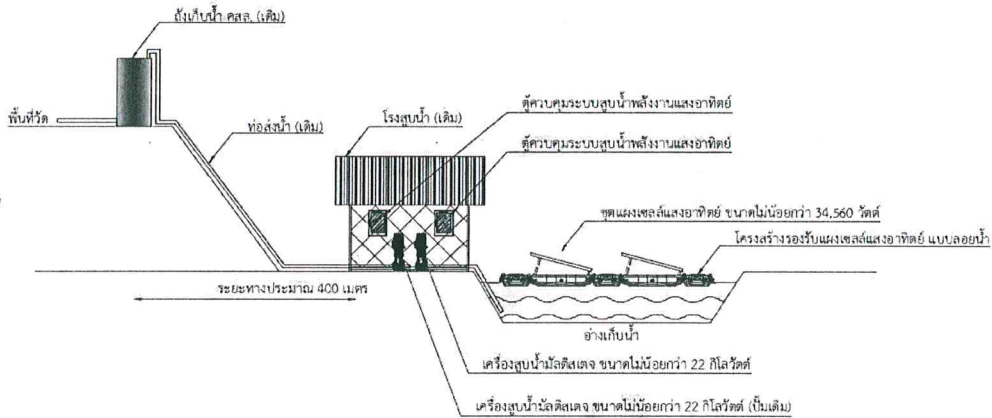 ถังเก็บน้ำ คสล. (เดิม)
ตู้ควบคุมระบบสูบน้ำพลังงานแสงอาทิตย์
พื้นที่วัด
ท่อส่งน้ำ (เดิม)
โรงสูบน้ำ (เดิม)
ตู้ควบคุมระบบสูบน้ำพลังงานแสงอาทิตย์
ชุดแผงเซลล์แสงอาทิตย์ ขนาดไม่น้อยกว่า 34,560 วัตต์
โครงสร้างรองรับแผงเซลล์แสงอาทิตย์ แบบลอยน้ำ
ระยะทางประมาณ 400 เมตร
อ่างเก็บน้ำ
เครื่องสูบน้ำมัลติสเตจ ขนาดไม่น้อยกว่า 22 กิโลวัตต์
เครื่องสูบน้ำมัลติสเตจ ขนาดไม่น้อยกว่า 22 กิโลวัตต์ (ปั๊มเดิม)